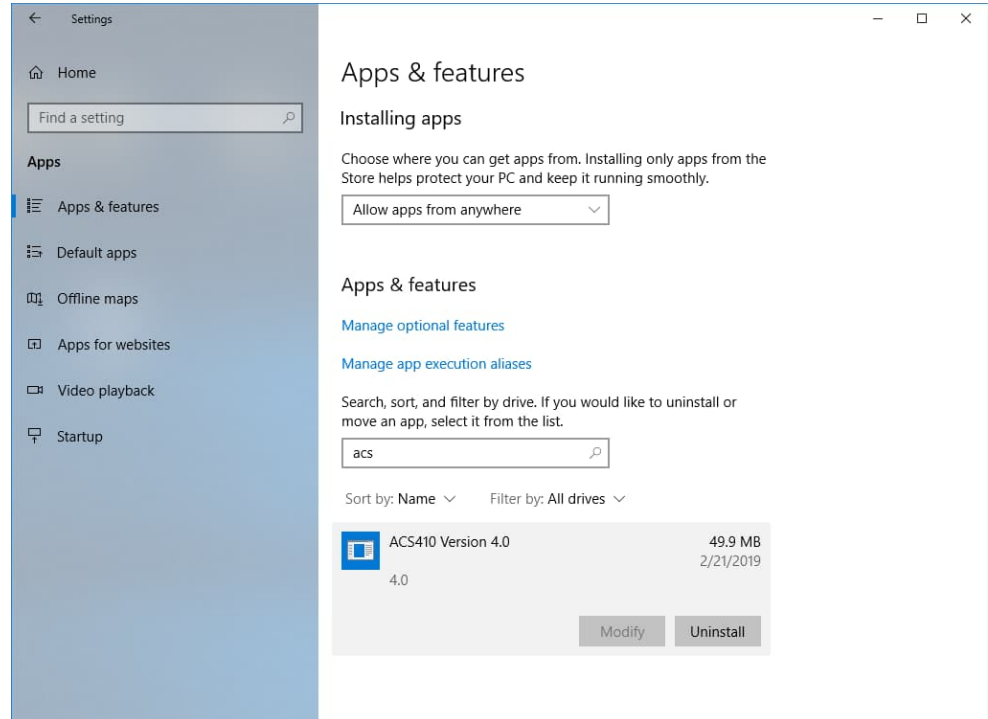 Settings
Home
Find a setting
Apps
Apps & features
Default apps
Offline maps
Apps for websites
Video playback
Startup
Apps & features
Installing apps
Choose where you can get apps from. Installing only apps from the
Store helps protect your PC and keep it running smoothly.
Allow apps from anywhere
Apps & features
Manage optional features
Manage app execution aliases
Search, sort, and filter by drive. If you would like to uninstall or
move an app, select it from the list.
acs
Sort by: Name Filter by: All drives
ACS410 Version 4.0 49.9 MB
2/21/2019
4.0
Modify Uninstall